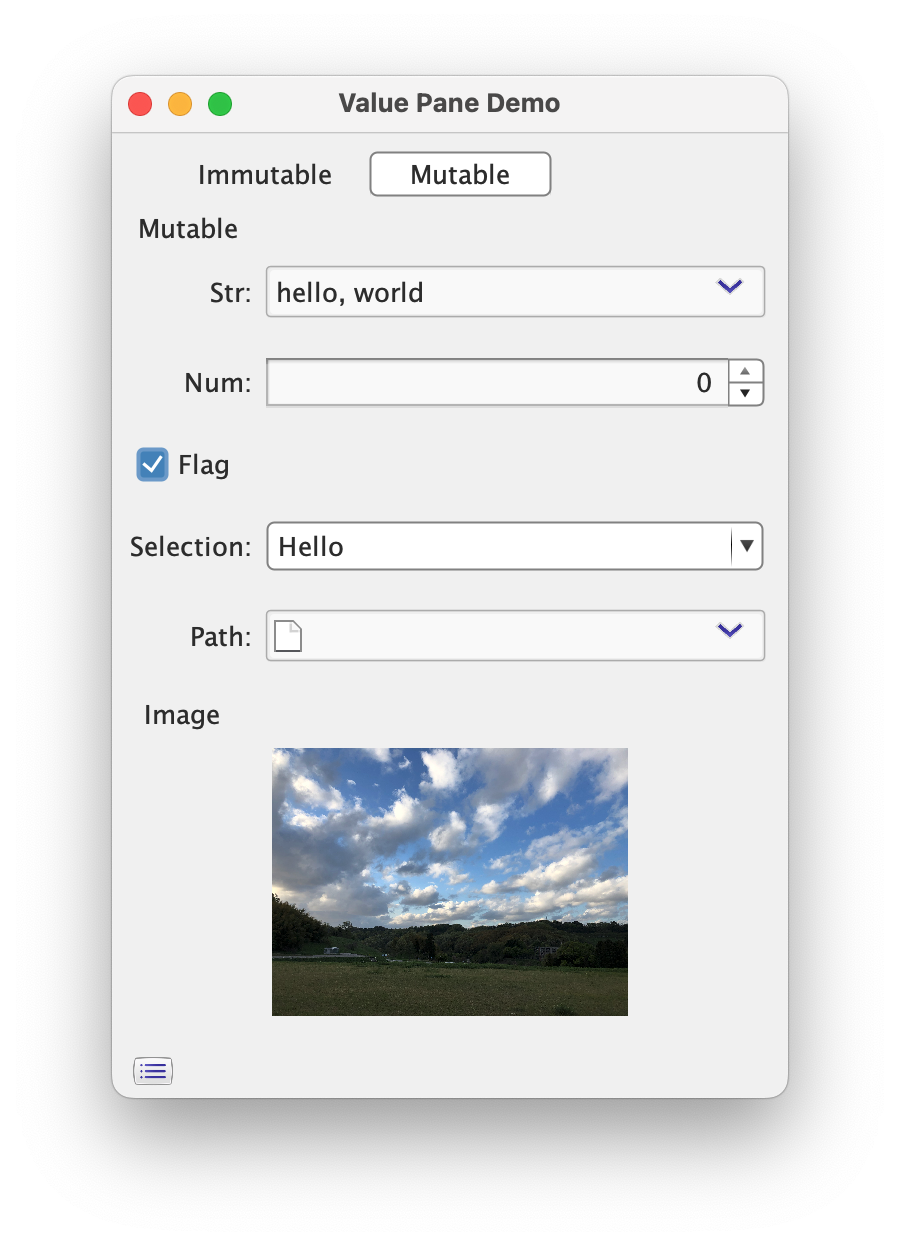 Value Pane Demo
Immutable Mutable
Mutable
Str: hello, world
Num: 0
Flag
Selection: Hello
Path:
Image